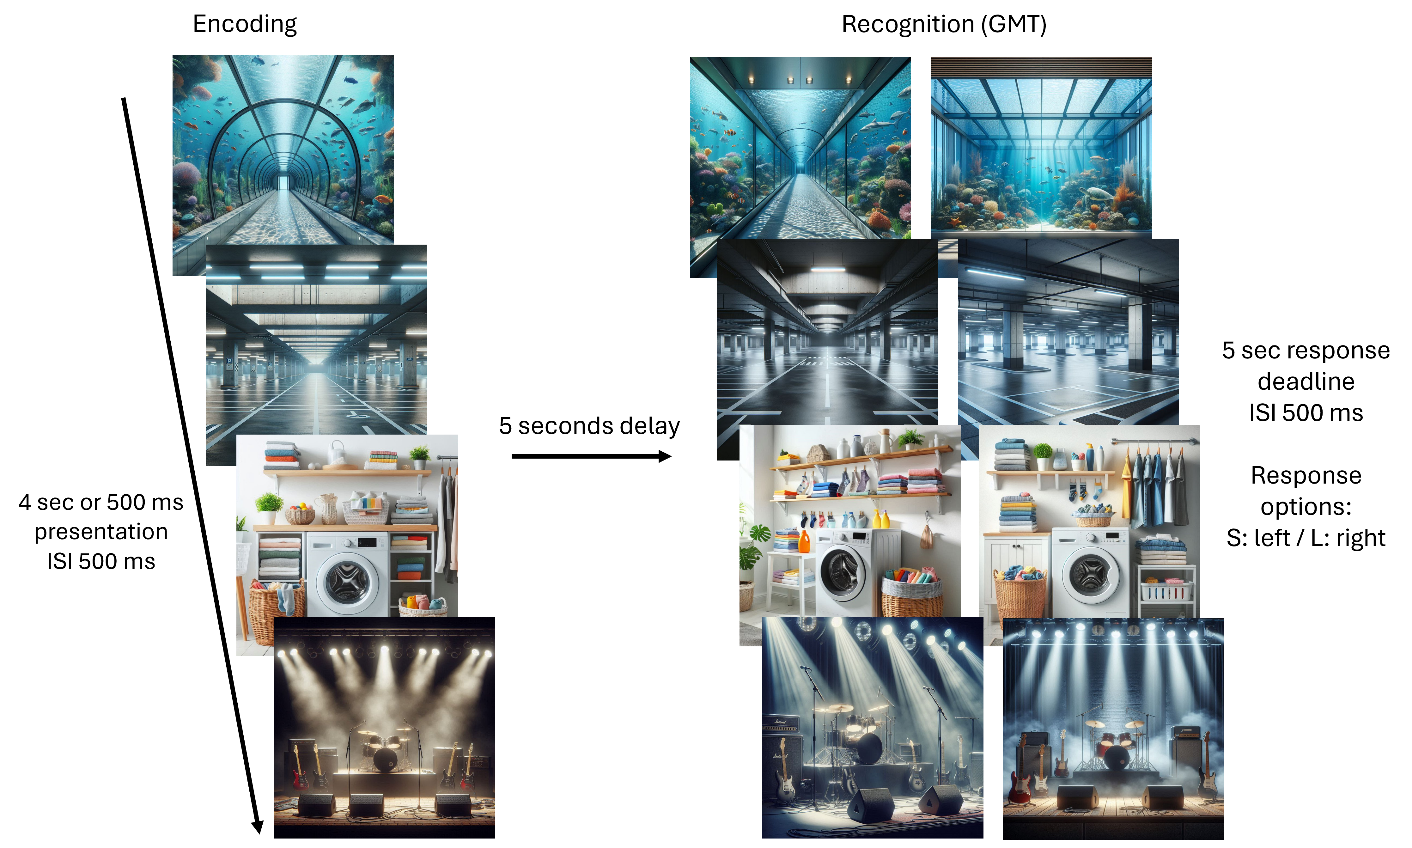 Encoding
Recognition (GMT)
4 sec or 500 ms
presentation
ISI 500 ms
5 seconds delay
5 sec response
deadline
ISI 500 ms
Response
options:
S: left / L: right